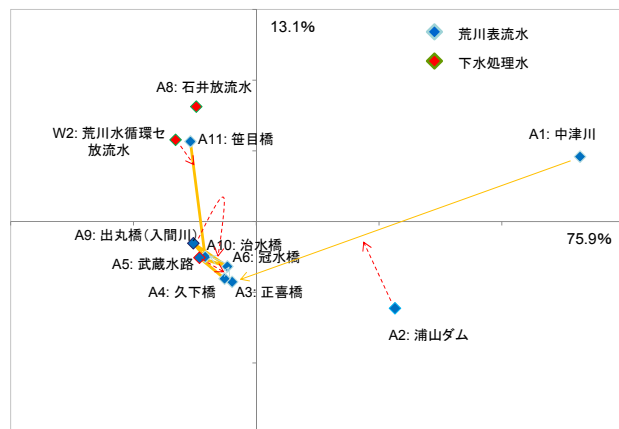 13.1%
荒川表流水
下水処理水
A8: 石井放流水
W2: 荒川水循環セ
放流水
A11: 笹目橋
A1: 中津川
A9: 出丸橋（入間川）
A10: 治水橋
75.9%
A5: 武蔵水路
A6: 冠水橋
A4: 久下橋
A3: 正喜橋
A2: 浦山ダム